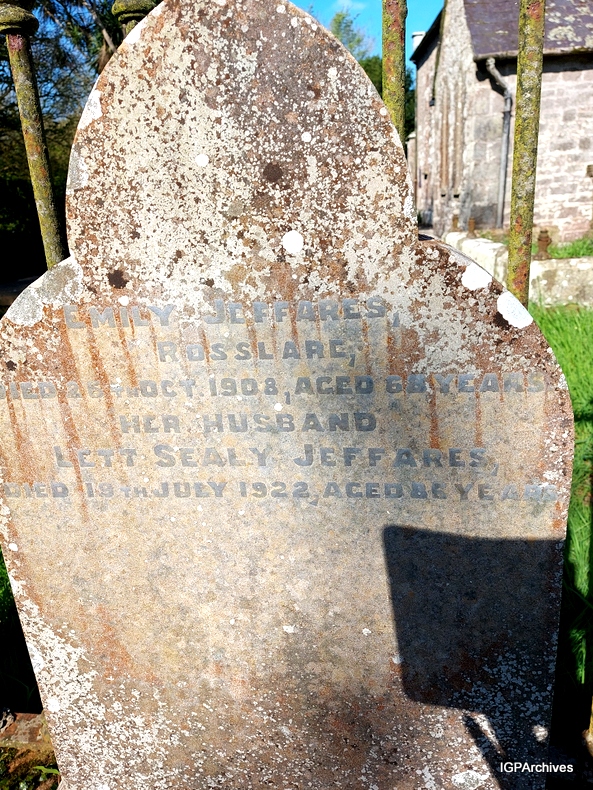 Emily Jeffares,
Rosslare,
Died Oct. 1908, aged 68 years
Her husband
Lett Sealy Jeffares,
Died 19th July 1922, aged 86 years
IGPArchives